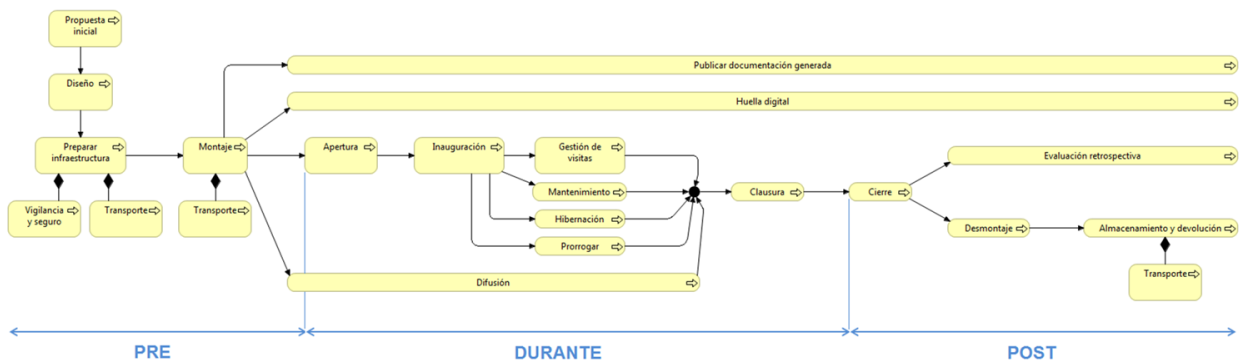 Propuesta
inicial
Diseño
Preparar
infraestructura
Vigilancia
y seguro
Transporte
Montaje
Transporte
Publicar documentación generada
Huella digital
Apertura
Inauguración
Gestión de
visitas
Mantenimiento
Hibernación
Prorrogar
Difusión
Clausura
Cierre
Evaluación retrospectiva
Desmontaje
Almacenamiento y devolución
Transporte
PRE
DURANTE
POST